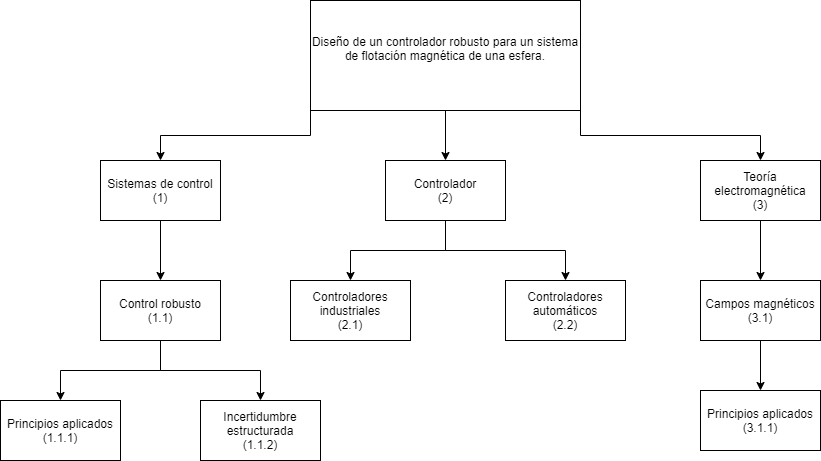 Diseño de un controlador robusto para un sistema
de flotación magnética de una esfera.
Sistemas de control
(1)
Controlador
(2)
Teoría
electromagnética
(3)
Control robusto
(1.1)
Controladores
industriales
(2.1)
Controladores
automáticos
(2.2)
Campos magnéticos
(3.1)
Principios aplicados
(1.1.1)
Incertidumbre
estructurada
(1.1.2)
Principios aplicados
(3.1.1)